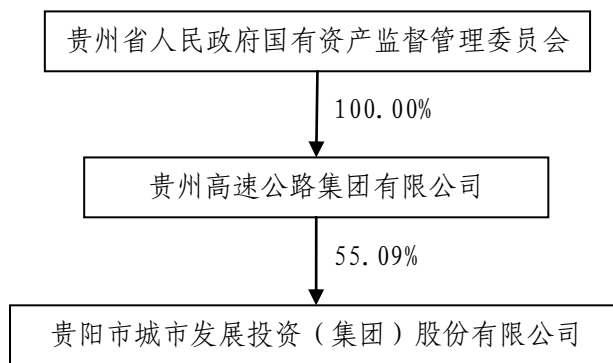 贵州省人民政府国有资产监督管理委员会
100.00%
贵州高速公路集团有限公司
55.09%
贵阳市城市发展投资（集团）股份有限公司